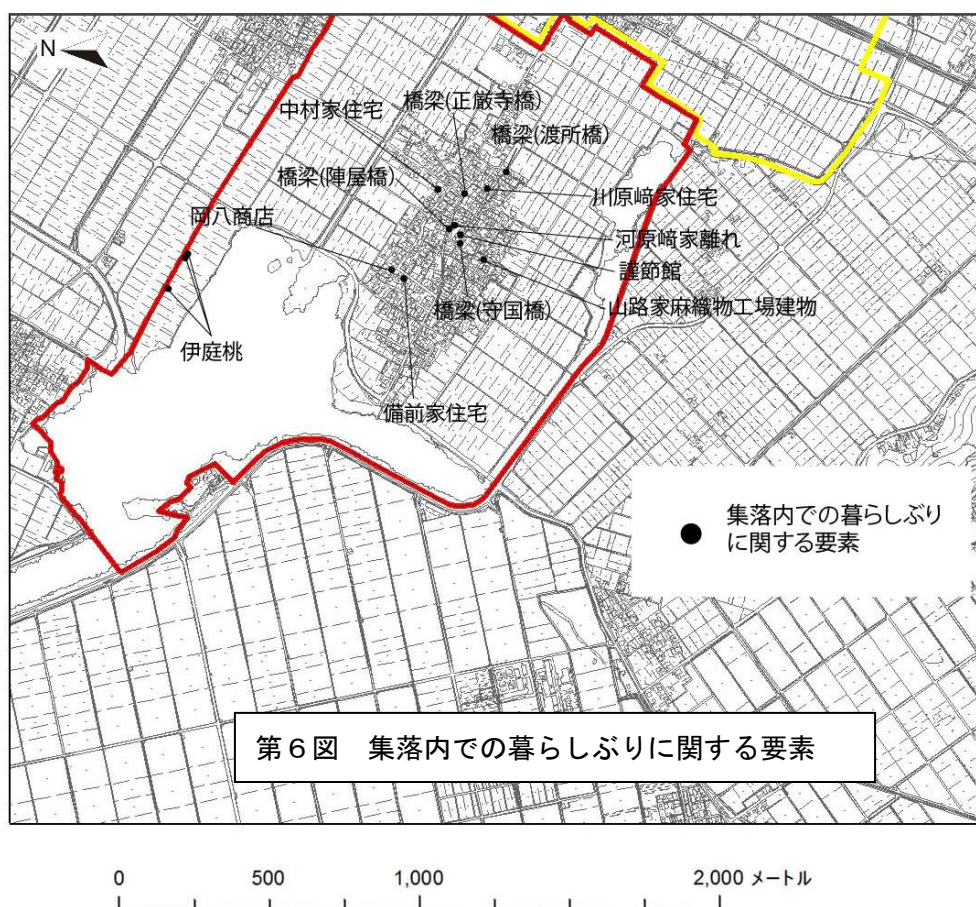 N
中村家住宅
橋梁(正厳寺橋)
橋梁(渡所橋)
橋梁(陣屋橋)
岡八商店
川原﨑家住宅
河原﨑家離れ
謹節館
山路家麻織物工場建物
橋梁(守国橋)
伊庭桃
備前家住宅
集落内での暮らしぶり
に関する要素
第6図 集落内での暮らしぶりに関する要素
0 500 1,000 2,000 メートル